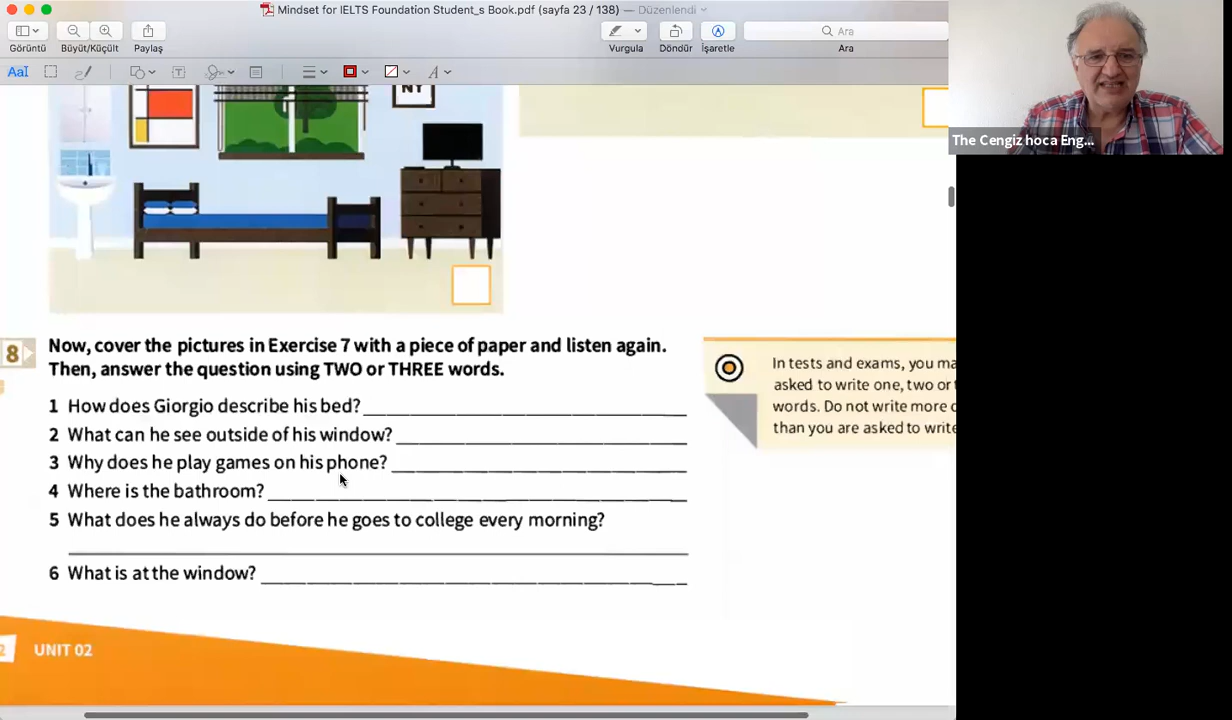 Mindset for IELTS Foundation Student_s Book.pdf (sayfa 23 / 138) — Düzenlendi
Görüntü
Büyüt/Küçült
Paylaş
Vurgula
Döndür
İşaretle
Ara
Ara
AaI
T
A
The Cengiz hoca Eng...
NY
8
Now, cover the pictures in Exercise 7 with a piece of paper and listen again.
Then, answer the question using TWO or THREE words.
1 How does Giorgio describe his bed?
2 What can he see outside of his window?
3 Why does he play games on his phone?
4 Where is the bathroom?
5 What does he always do before he goes to college every morning?
6 What is at the window?
In tests and exams, you ma
asked to write one, two or
words. Do not write more
than you are asked to write
2 UNIT 02